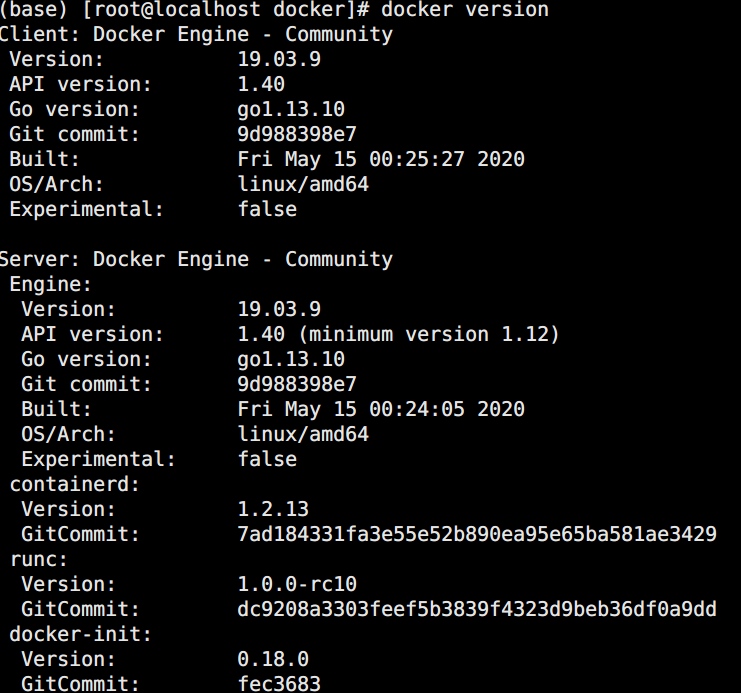 (base) [root@localhost docker]# docker version
Client: Docker Engine - Community
 Version:           19.03.9
 API version:       1.40
 Go version:        go1.13.10
 Git commit:        9d988398e7
 Built:             Fri May 15 00:25:27 2020
 OS/Arch:           linux/amd64
 Experimental:      false

Server: Docker Engine - Community
 Engine:
  Version:          19.03.9
  API version:      1.40 (minimum version 1.12)
  Go version:       go1.13.10
  Git commit:       9d988398e7
  Built:            Fri May 15 00:24:05 2020
  OS/Arch:          linux/amd64
  Experimental:     false
 containerd:
  Version:          1.2.13
  GitCommit:        7ad184331fa3e55e52b890ea95e65ba581ae3429
 runc:
  Version:          1.0.0-rc10
  GitCommit:        dc9208a3303feef5b3839f4323d9beb36df0a9dd
 docker-init:
  Version:          0.18.0
  GitCommit:        fec3683